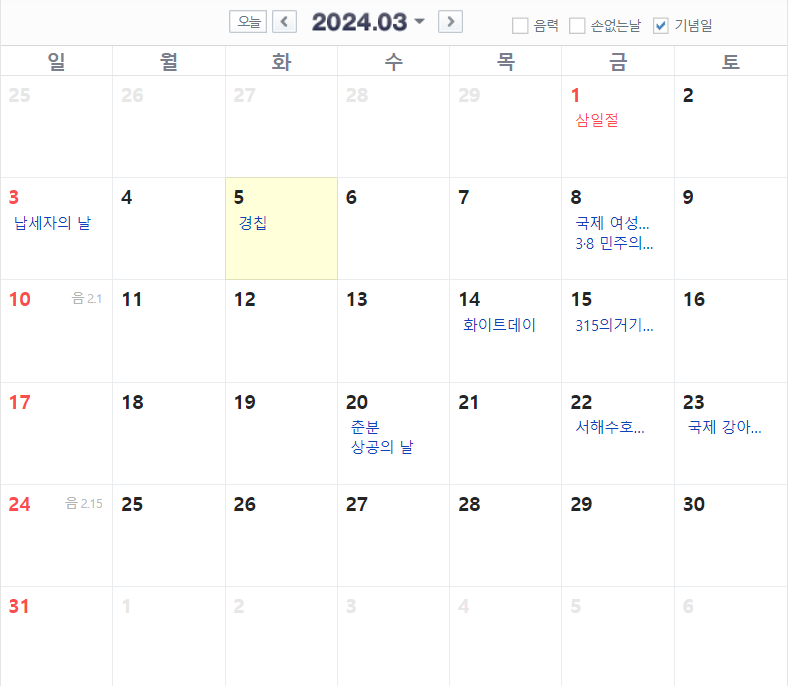 오늘 2024.03 음력 손없는날 기념일
일 월 화 수 목 금 토
25 26 27 28 29 1 2
삼일절
3 4 5 6 7 8 9
납세자의 날 경칩 국제 여성...
3·8 민주의...
10 음 2.1 11 12 13 14 15 16
화이트데이 315의거기...
17 18 19 20 21 22 23
춘분 서해수호... 국제 강아...
상공의 날
24 음 2.15 25 26 27 28 29 30
31 1 2 3 4 5 6